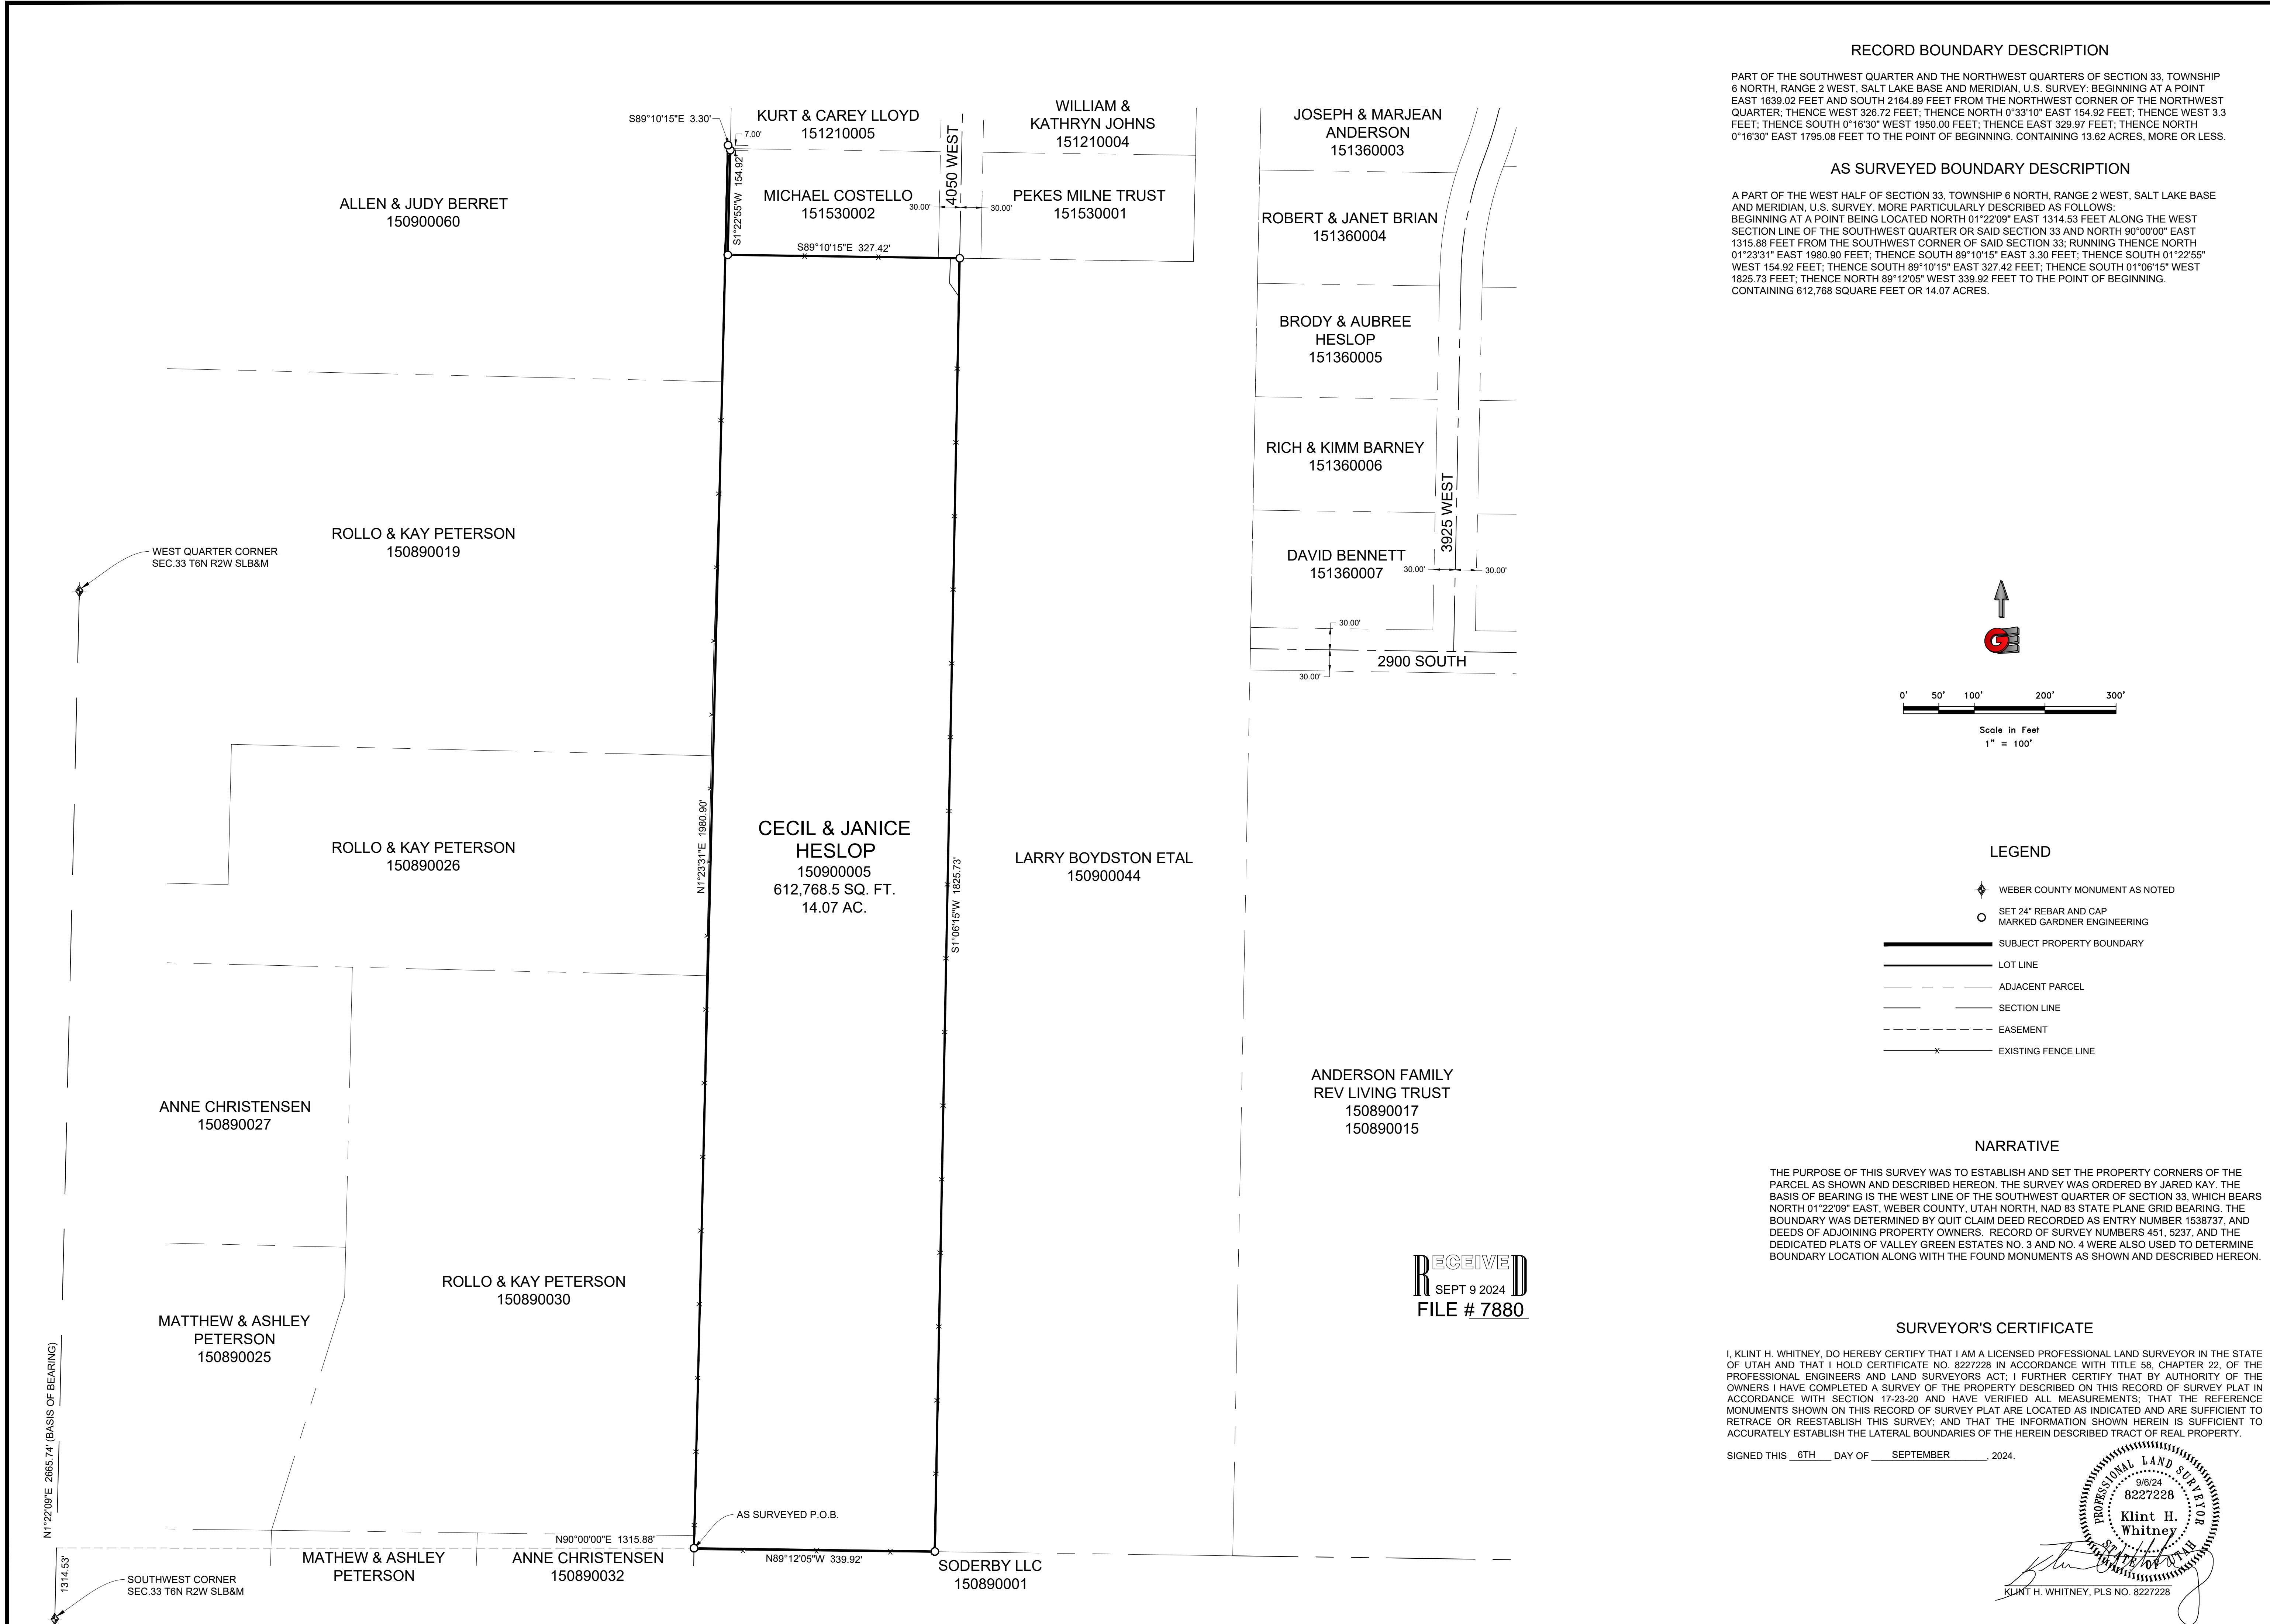 S89°10'15"E 3.30'
7.00'
KURT & CAREY LLOYD
151210005
WILLIAM &
KATHRYN JOHNS
151210004
JOSEPH & MARJEAN
ANDERSON
151360003
4050 WEST
S1°22'55"W 154.92'
ALLEN & JUDY BERRET
150900060
MICHAEL COSTELLO
151530002
30.00'
30.00'
PEKES MILNE TRUST
151530001
ROBERT & JANET BRIAN
151360004
S89°10'15"E 327.42'
BRODY & AUBREE
HESLOP
151360005
RICH & KIMM BARNEY
151360006
3925 WEST
DAVID BENNETT
151360007
30.00'
30.00'
30.00'
2900 SOUTH
30.00'
ROLLO & KAY PETERSON
150890019
WEST QUARTER CORNER
SEC.33 T6N R2W SLB&M
N1°23'31"E 1980.90'
CECIL & JANICE
HESLOP
150900005
612,768.5 SQ. FT.
14.07 AC.
S1°06'15"W 1825.73'
LARRY BOYDSTON ETAL
150900044
ROLLO & KAY PETERSON
150890026
ANNE CHRISTENSEN
150890027
ANDERSON FAMILY
REV LIVING TRUST
150890017
150890015
ROLLO & KAY PETERSON
150890030
MATTHEW & ASHLEY
PETERSON
150890025
RECEIVED
SEPT 9 2024
FILE # 7880
N1°22'09"E 2665.74' (BASIS OF BEARING)
AS SURVEYED P.O.B.
N90°00'00"E 1315.88'
N89°12'05"W 339.92'
MATHEW & ASHLEY
PETERSON
ANNE CHRISTENSEN
150890032
SODERBY LLC
150890001
1314.53'
SOUTHWEST CORNER
SEC.33 T6N R2W SLB&M
RECORD BOUNDARY DESCRIPTION
PART OF THE SOUTHWEST QUARTER AND THE NORTHWEST QUARTERS OF SECTION 33, TOWNSHIP
6 NORTH, RANGE 2 WEST, SALT LAKE BASE AND MERIDIAN, U.S. SURVEY: BEGINNING AT A POINT
EAST 1639.02 FEET AND SOUTH 2164.89 FEET FROM THE NORTHWEST CORNER OF THE NORTHWEST
QUARTER; THENCE WEST 326.72 FEET; THENCE NORTH 0°33'10" EAST 154.92 FEET; THENCE WEST 3.3
FEET; THENCE SOUTH 0°16'30" WEST 1950.00 FEET; THENCE EAST 329.97 FEET; THENCE NORTH
0°16'30" EAST 1795.08 FEET TO THE POINT OF BEGINNING. CONTAINING 13.62 ACRES, MORE OR LESS.
AS SURVEYED BOUNDARY DESCRIPTION
A PART OF THE WEST HALF OF SECTION 33, TOWNSHIP 6 NORTH, RANGE 2 WEST, SALT LAKE BASE
AND MERIDIAN, U.S. SURVEY. MORE PARTICULARLY DESCRIBED AS FOLLOWS:
BEGINNING AT A POINT BEING LOCATED NORTH 01°22'09" EAST 1314.53 FEET ALONG THE WEST
SECTION LINE OF THE SOUTHWEST QUARTER OR SAID SECTION 33 AND NORTH 90°00'00" EAST
1315.88 FEET FROM THE SOUTHWEST CORNER OF SAID SECTION 33; RUNNING THENCE NORTH
01°23'31" EAST 1980.90 FEET; THENCE SOUTH 89°10'15" EAST 3.30 FEET; THENCE SOUTH 01°22'55"
WEST 154.92 FEET; THENCE SOUTH 89°10'15" EAST 327.42 FEET; THENCE SOUTH 01°06'15" WEST
1825.73 FEET; THENCE NORTH 89°12'05" WEST 339.92 FEET TO THE POINT OF BEGINNING.
CONTAINING 612,768 SQUARE FEET OR 14.07 ACRES.
GE
0' 50' 100' 200' 300'
Scale in Feet
1" = 100'
LEGEND
WEBER COUNTY MONUMENT AS NOTED
SET 24" REBAR AND CAP
MARKED GARDNER ENGINEERING
SUBJECT PROPERTY BOUNDARY
LOT LINE
ADJACENT PARCEL
SECTION LINE
EASEMENT
EXISTING FENCE LINE
NARRATIVE
THE PURPOSE OF THIS SURVEY WAS TO ESTABLISH AND SET THE PROPERTY CORNERS OF THE
PARCEL AS SHOWN AND DESCRIBED HEREON. THE SURVEY WAS ORDERED BY JARED KAY. THE
BASIS OF BEARING IS THE WEST LINE OF THE SOUTHWEST QUARTER OF SECTION 33, WHICH BEARS
NORTH 01°22'09" EAST, WEBER COUNTY, UTAH NORTH, NAD 83 STATE PLANE GRID BEARING. THE
BOUNDARY WAS DETERMINED BY QUIT CLAIM DEED RECORDED AS ENTRY NUMBER 1538737, AND
DEEDS OF ADJOINING PROPERTY OWNERS. RECORD OF SURVEY NUMBERS 451, 5237, AND THE
DEDICATED PLATS OF VALLEY GREEN ESTATES NO. 3 AND NO. 4 WERE ALSO USED TO DETERMINE
BOUNDARY LOCATION ALONG WITH THE FOUND MONUMENTS AS SHOWN AND DESCRIBED HEREON.
SURVEYOR'S CERTIFICATE
I, KLINT H. WHITNEY, DO HEREBY CERTIFY THAT I AM A LICENSED PROFESSIONAL LAND SURVEYOR IN THE STATE
OF UTAH AND THAT I HOLD CERTIFICATE NO. 8227228 IN ACCORDANCE WITH TITLE 58, CHAPTER 22, OF THE
PROFESSIONAL ENGINEERS AND LAND SURVEYORS ACT; I FURTHER CERTIFY THAT BY AUTHORITY OF THE
OWNERS I HAVE COMPLETED A SURVEY OF THE PROPERTY DESCRIBED ON THIS RECORD OF SURVEY PLAT IN
ACCORDANCE WITH SECTION 17-23-20 AND HAVE VERIFIED ALL MEASUREMENTS; THAT THE REFERENCE
MONUMENTS SHOWN ON THIS RECORD OF SURVEY PLAT ARE LOCATED AS INDICATED AND ARE SUFFICIENT TO
RETRACE OR REESTABLISH THIS SURVEY; AND THAT THE INFORMATION SHOWN HEREIN IS SUFFICIENT TO
ACCURATELY ESTABLISH THE LATERAL BOUNDARIES OF THE HEREIN DESCRIBED TRACT OF REAL PROPERTY.
SIGNED THIS 6TH DAY OF SEPTEMBER, 2024.
PROFESSIONAL LAND SURVEYOR
9/6/24
8227228
Klint H.
Whitney
STATE OF UTAH
KLINT H. WHITNEY, PLS NO. 8227228